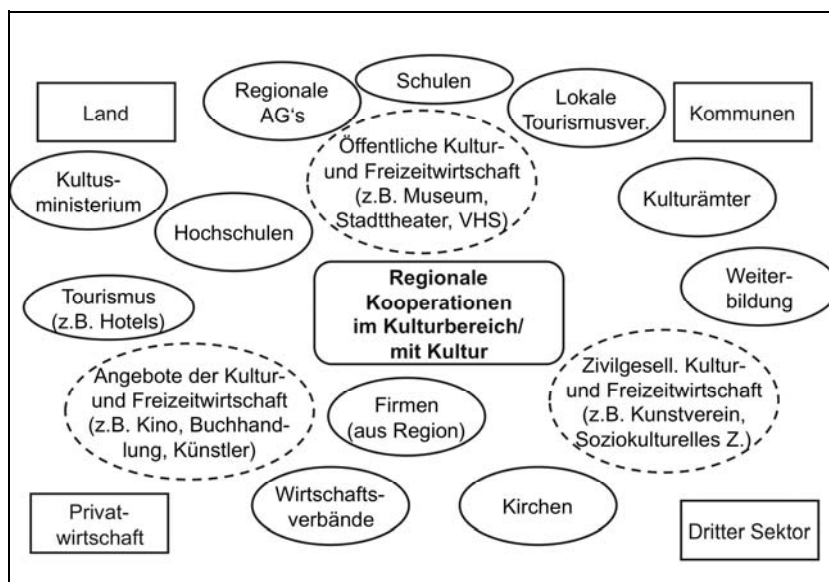 Schulen
Regionale
AG's
Lokale
Tourismusver.
Land
Kommunen
Öffentliche Kultur-
und Freizeitwirtschaft
(z.B. Museum,
Stadttheater, VHS)
Kultus-
ministerium
Kulturämter
Hochschulen
Regionale
Kooperationen
im Kulturbereich/
mit Kultur
Weiter-
bildung
Tourismus
(z.B. Hotels)
Angebote der Kultur-
und Freizeitwirtschaft
(z.B. Kino, Buchhand-
lung, Künstler)
Firmen
(aus Region)
Zivilgesell. Kultur-
und Freizeitwirtschaft
(z.B. Kunstverein,
Soziokulturelles Z.)
Wirtschafts-
verbände
Kirchen
Privat-
wirtschaft
Dritter Sektor